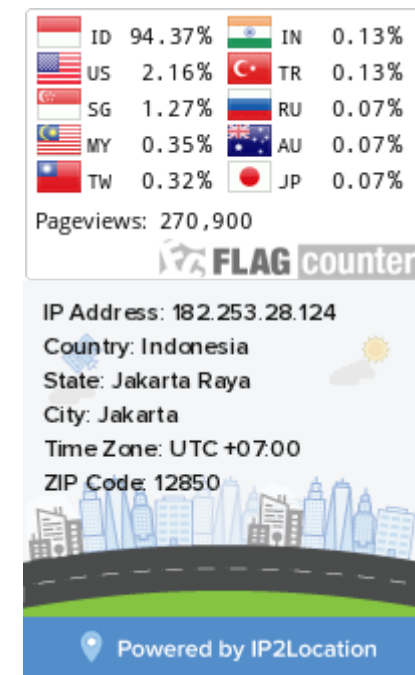 ID 94.37% IN 0.13%
US 2.16% TR 0.13%
SG 1.27% RU 0.07%
MY 0.35% AU 0.07%
TW 0.32% JP 0.07%
Pageviews: 270,900
FLAG counter
IP Address: 182.253.28.124
Country: Indonesia
State: Jakarta Raya
City: Jakarta
Time Zone: UTC +07:00
ZIP Code: 12850
Powered by IP2Location